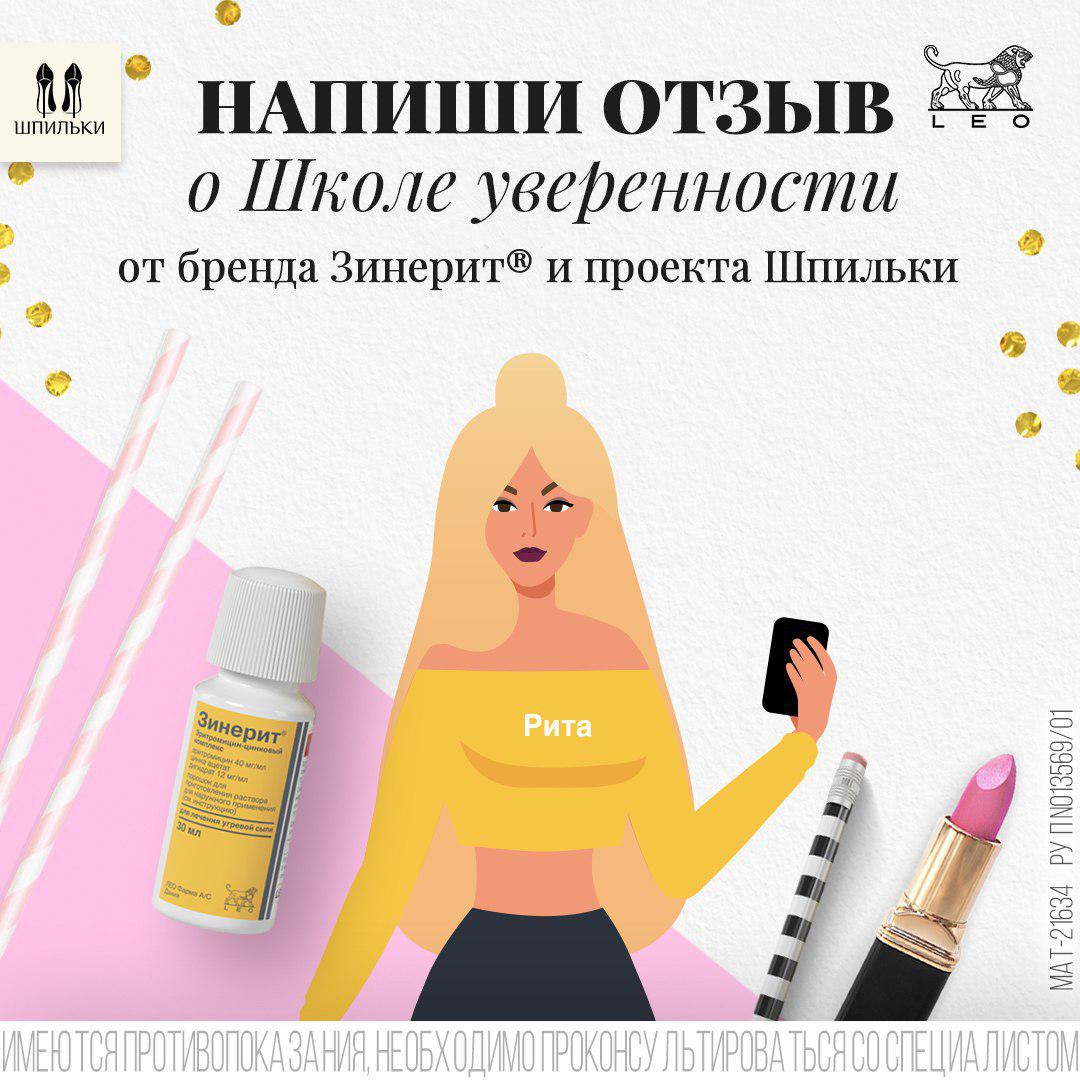 ШПИЛЬКИ
НАПИШИ ОТЗЫВ
о Школе уверенности
от бренда Зинерит® и проекта Шпильки
LEO
Рита
Зинерит®
Эритромицин-цинковый
комплекс
эритромицин 40 мг/мл
цинка ацетат
дигидрат 12 мг/мл
порошок для
приготовления раствора
для наружного применения
(см. инструкцию)
для лечения угревой сыпи
30 мл
ЛЕО Фарма А/С
Дания
LEO
МАТ-21634 РУ ПN013569/01
ИМЕЮТСЯ ПРОТИВОПОКАЗАНИЯ, НЕОБХОДИМО ПРОКОНСУЛЬТИРОВАТЬСЯ СО СПЕЦИАЛИСТОМ